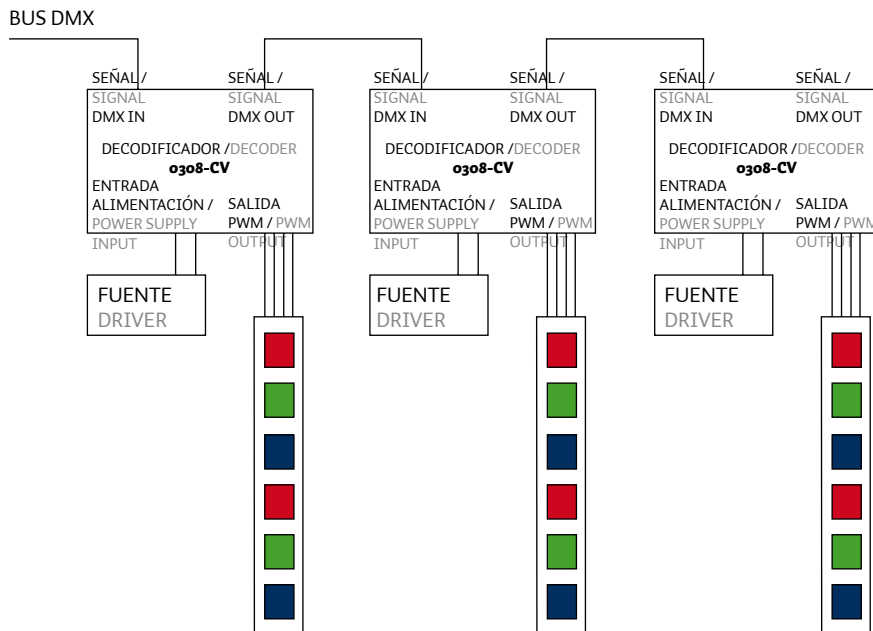 BUS DMX
SEÑAL /
SIGNAL
DMX IN
SEÑAL /
SIGNAL
DMX OUT
DECODIFICADOR / DECODER
0308-CV
ENTRADA
ALIMENTACIÓN /
POWER SUPPLY
INPUT
SALIDA
PWM / PWM
OUTPUT
FUENTE
DRIVER
SEÑAL /
SIGNAL
DMX IN
SEÑAL /
SIGNAL
DMX OUT
DECODIFICADOR / DECODER
0308-CV
ENTRADA
ALIMENTACIÓN /
POWER SUPPLY
INPUT
SALIDA
PWM / PWM
OUTPUT
FUENTE
DRIVER
SEÑAL /
SIGNAL
DMX IN
SEÑAL /
SIGNAL
DMX OUT
DECODIFICADOR / DECODER
0308-CV
ENTRADA
ALIMENTACIÓN /
POWER SUPPLY
INPUT
SALIDA
PWM / PWM
OUTPUT
FUENTE
DRIVER